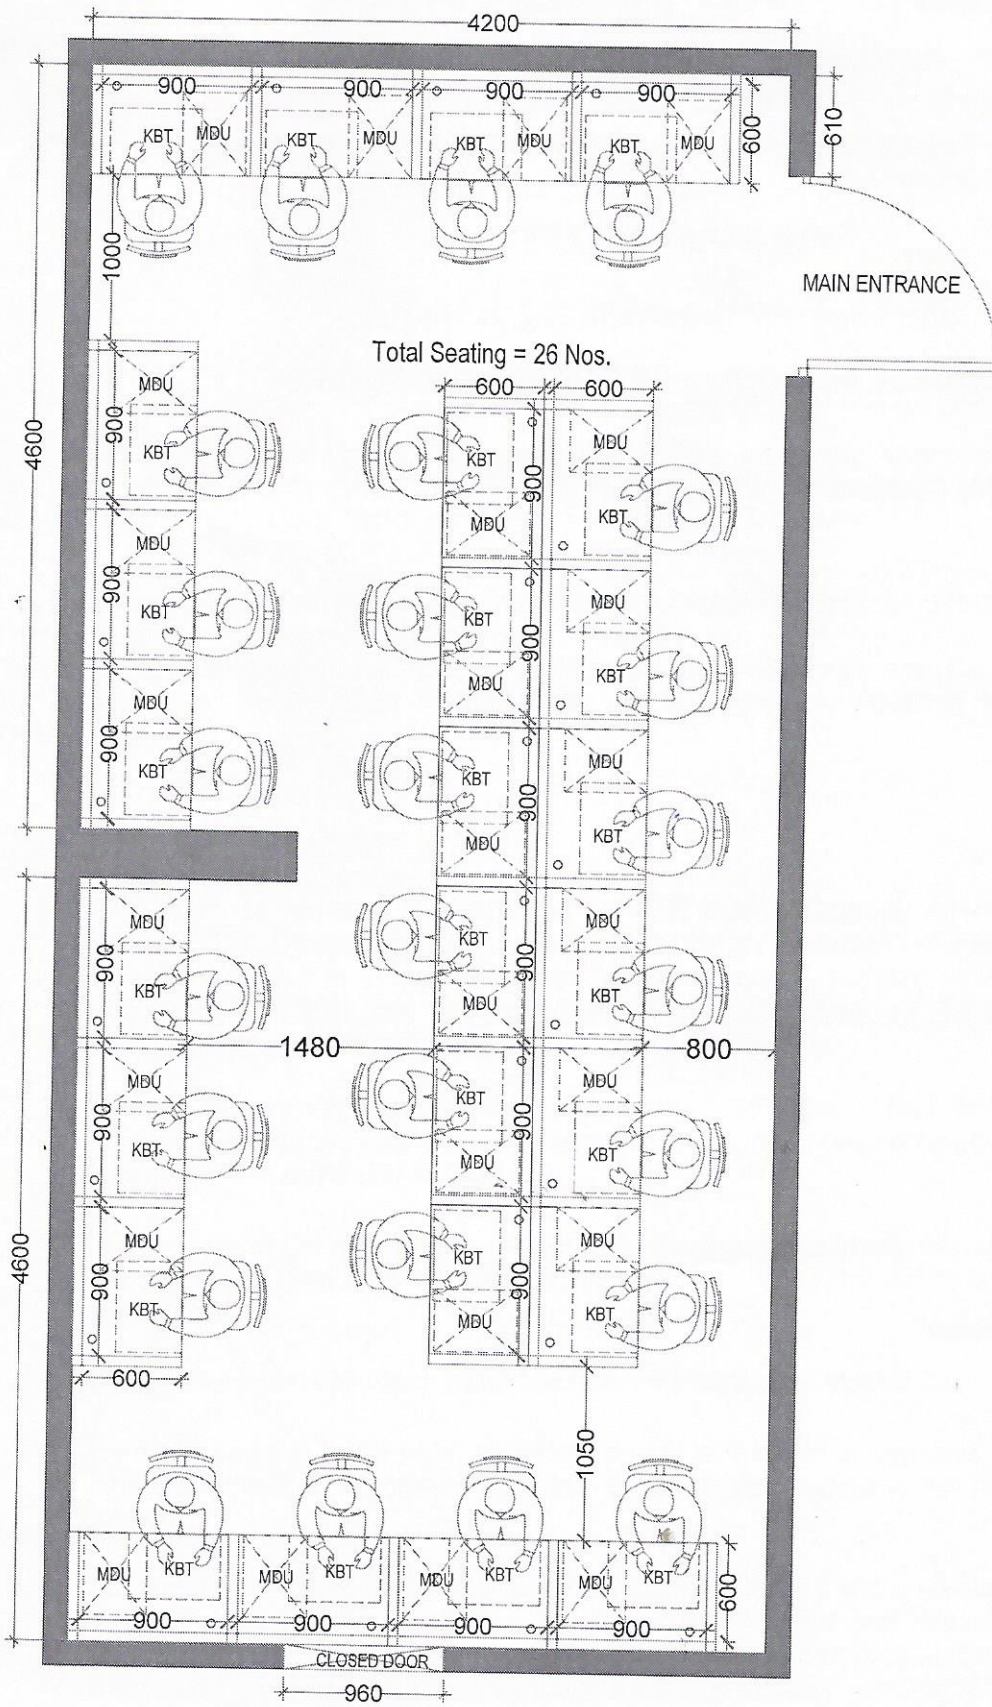 4200
900
900
900
900
KBT
MDU
KBT
MDU
KBT
MDU
KBT
MDU
600
610
1000
MAIN ENTRANCE
Total Seating = 26 Nos.
600
600
4600
MDU
900
KBT
KBT
900
MDU
MDU
KBT
MDU
900
KBT
KBT
900
MDU
MDU
KBT
MDU
900
KBT
KBT
900
MDU
MDU
KBT
MDU
900
KBT
KBT
900
MDU
MDU
KBT
1480
800
MDU
900
KBT
KBT
900
MDU
MDU
KBT
4600
MDU
900
KBT
KBT
900
MDU
MDU
KBT
600
1050
MDU
KBT
MDU
KBT
MDU
KBT
MDU
KBT
600
900
900
900
900
CLOSED DOOR
960